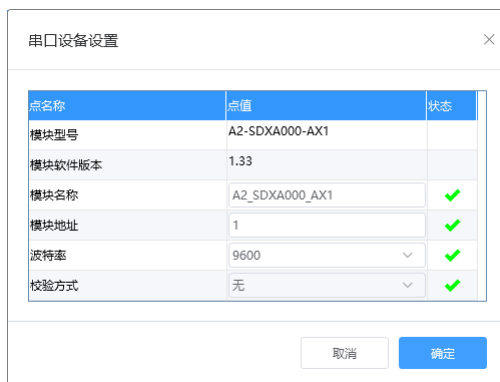 串口设备设置
点名称 点值 状态
模块型号 A2-SDXA000-AX1
模块软件版本 1.33
模块名称 A2_SDXA000_AX1
模块地址 1
波特率 9600
校验方式 无
取消 确定